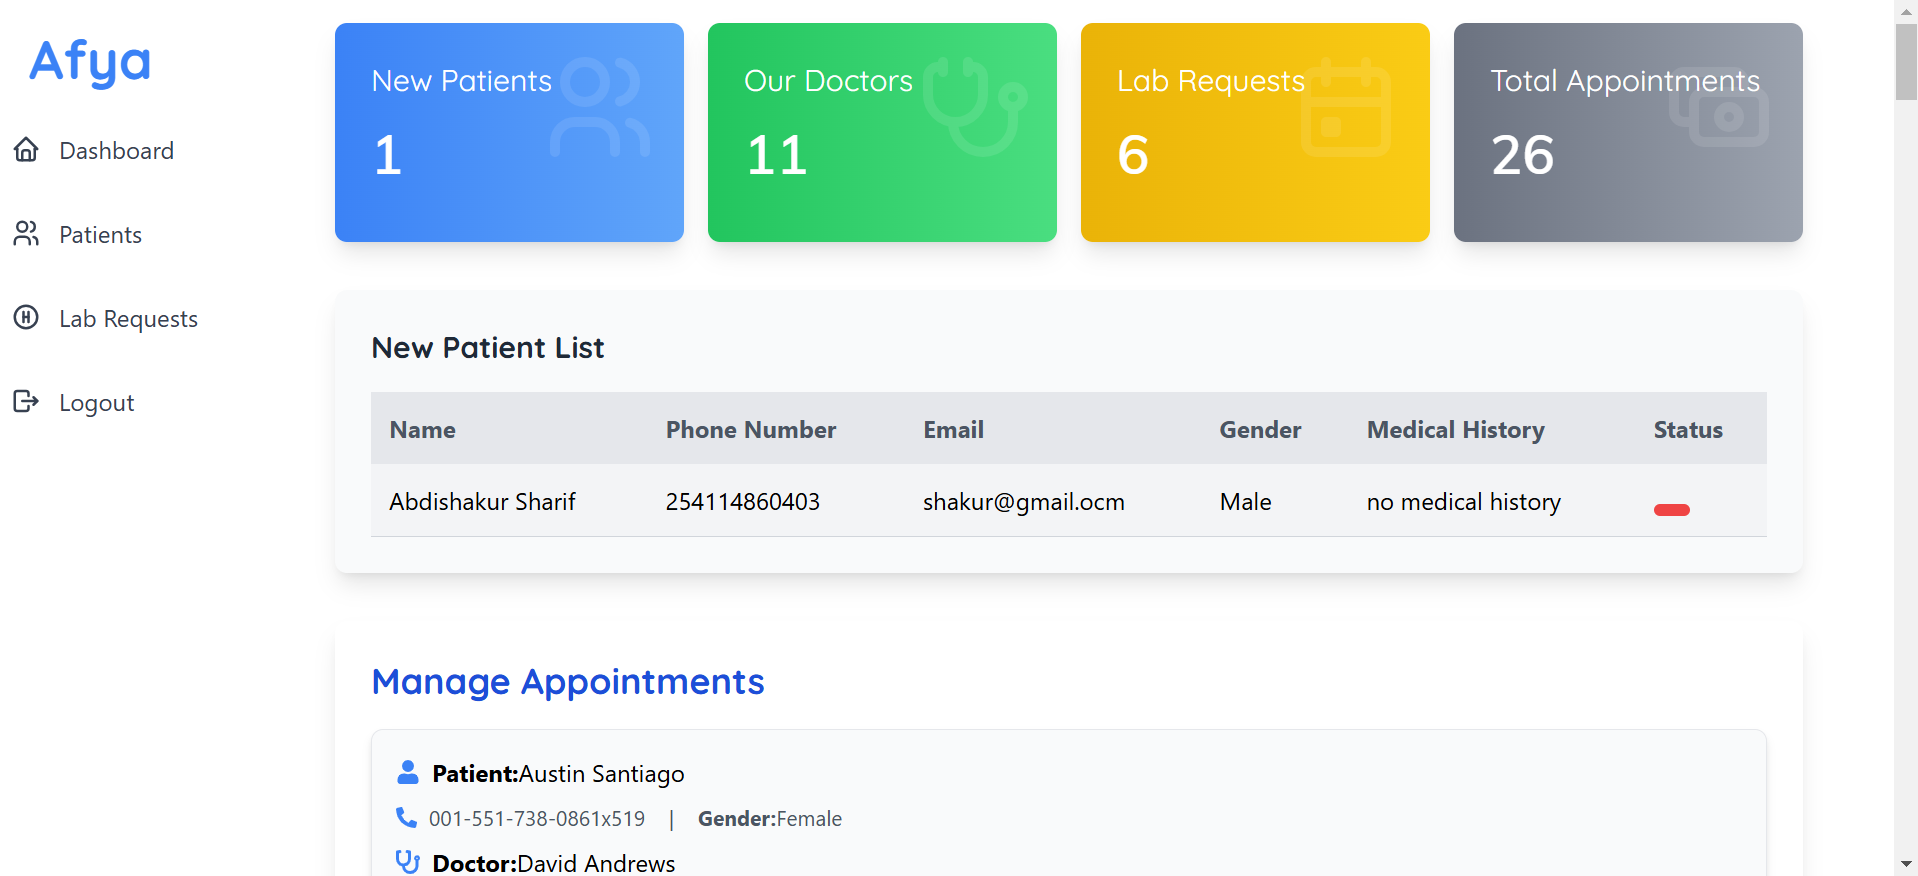 Afya
Dashboard
Patients
Lab Requests
Logout
New Patients
1
Our Doctors
11
Lab Requests
6
Total Appointments
26
New Patient List
Name Phone Number Email Gender Medical History Status
Abdishakur Sharif 254114860403 shakur@gmail.ocm Male no medical history
Manage Appointments
Patient:Austin Santiago
001-551-738-0861x519 | Gender:Female
Doctor:David Andrews